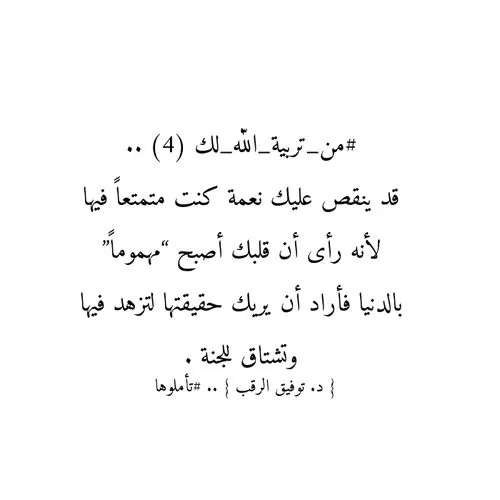 #من_تربية_الله_لك (4) ..
قد ينقص عليك نعمة كنت متمتعاً فيها
لأنه رأى أن قلبك أصبح “مهموماً”
بالدنيا فأراد أن يريك حقيقتها لتزهد فيها
وتشتاق للجنة .
{ د. توفيق الرقب } .. #تأملوها